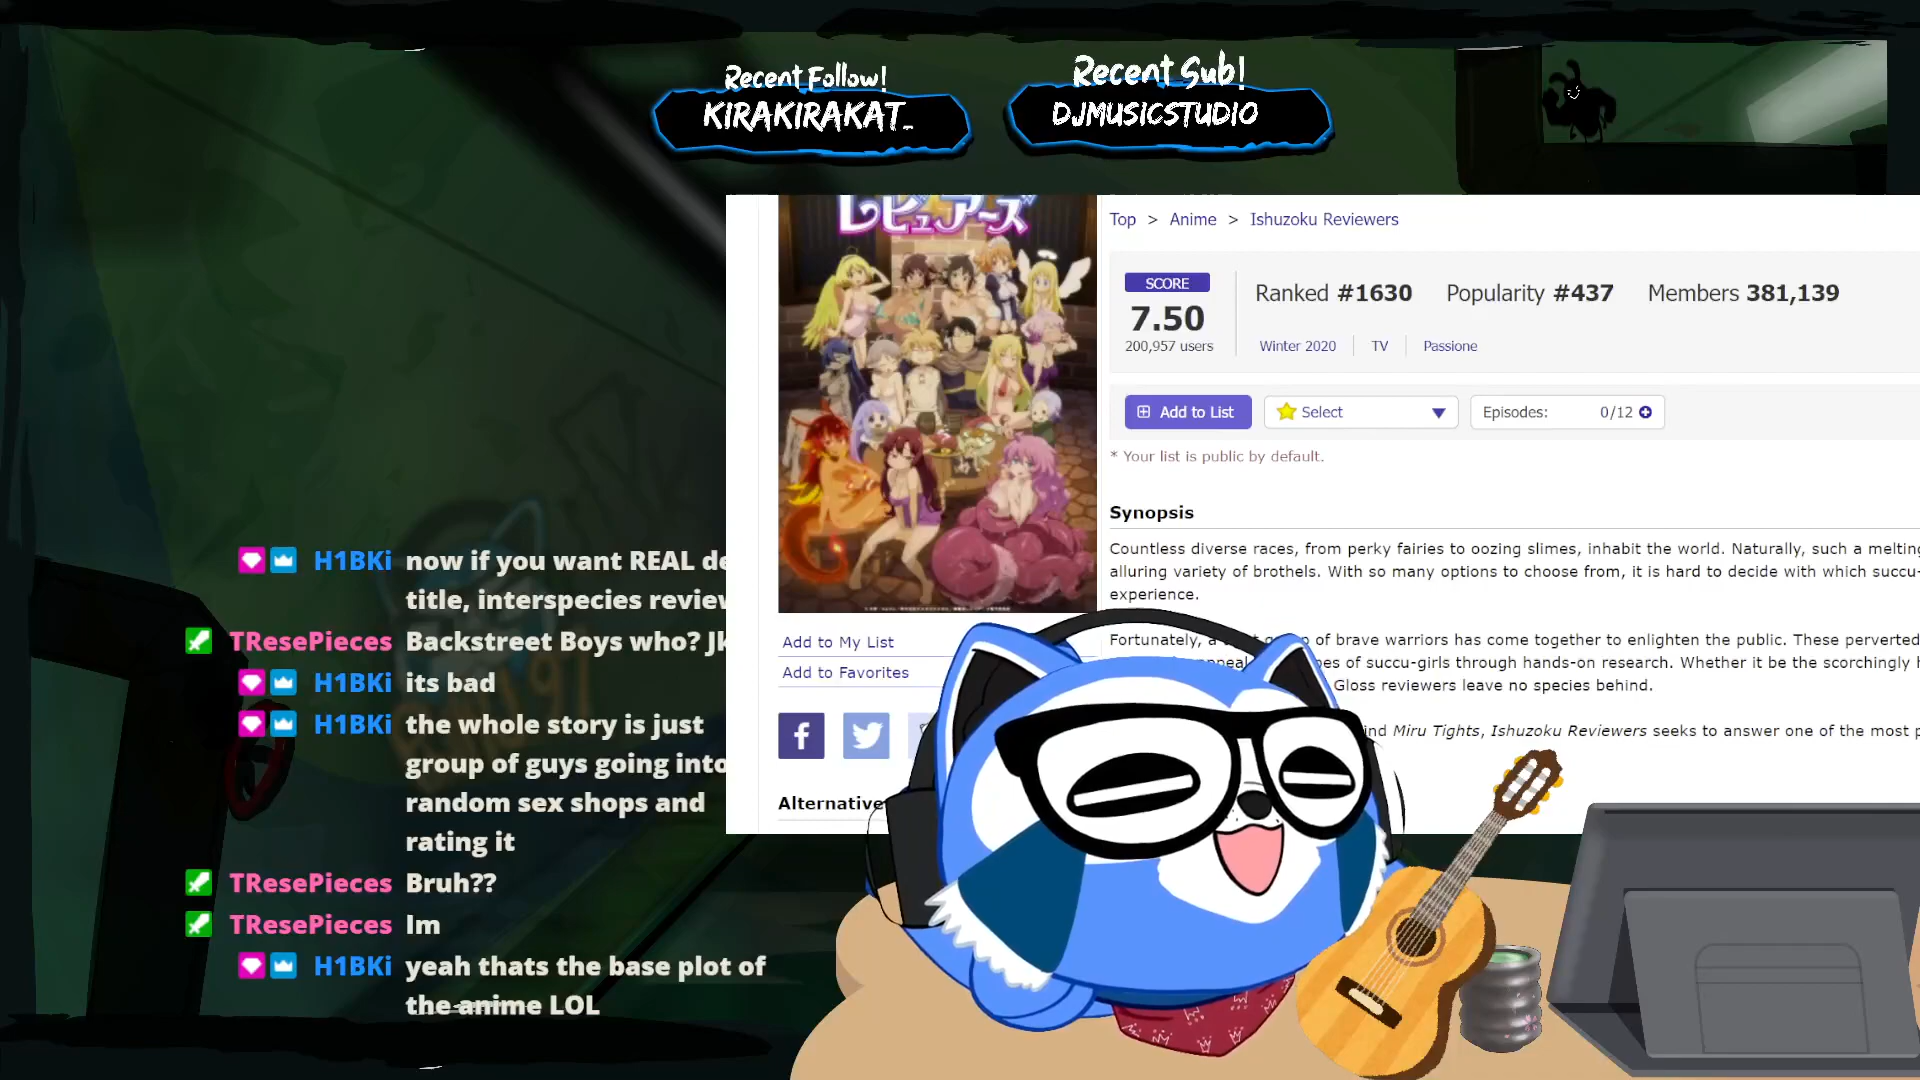 Recent Follow!
KIRAKIRAKAT_
Recent Sub!
DJMUSICSTUDIO
レビュアーズ
Top > Anime > Ishuzoku Reviewers
SCORE
7.50
200,957 users
Ranked #1630 Popularity #437 Members 381,139
Winter 2020 TV Passione
Add to List
Select
Episodes: 0/12
* Your list is public by default.
Synopsis
Countless diverse races, from perky fairies to oozing slimes, inhabit the world. Naturally, such a melting
alluring variety of brothels. With so many options to choose from, it is hard to decide with which succu-
experience.
Fortunately, a of brave warriors has come together to enlighten the public. These perverted
appeal of succu-girls through hands-on research. Whether it be the scorchingly
Gloss reviewers leave no species behind.
Miru Tights, Ishuzoku Reviewers seeks to answer one of the most
Add to My List
Add to Favorites
Alternative
H1BKi now if you want REAL de
title, interspecies review
TResePieces Backstreet Boys who? Jk
H1BKi its bad
H1BKi the whole story is just
group of guys going into
random sex shops and
rating it
TResePieces Bruh??
TResePieces Im
H1BKi yeah thats the base plot of
the anime LOL